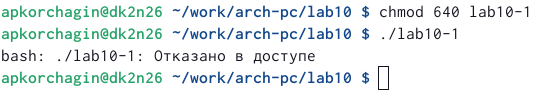 apkorchagin@dk2n26 ~/work/arch-pc/lab10 $ chmod 640 lab10-1
apkorchagin@dk2n26 ~/work/arch-pc/lab10 $ ./lab10-1
bash: ./lab10-1: Отказано в доступе
apkorchagin@dk2n26 ~/work/arch-pc/lab10 $